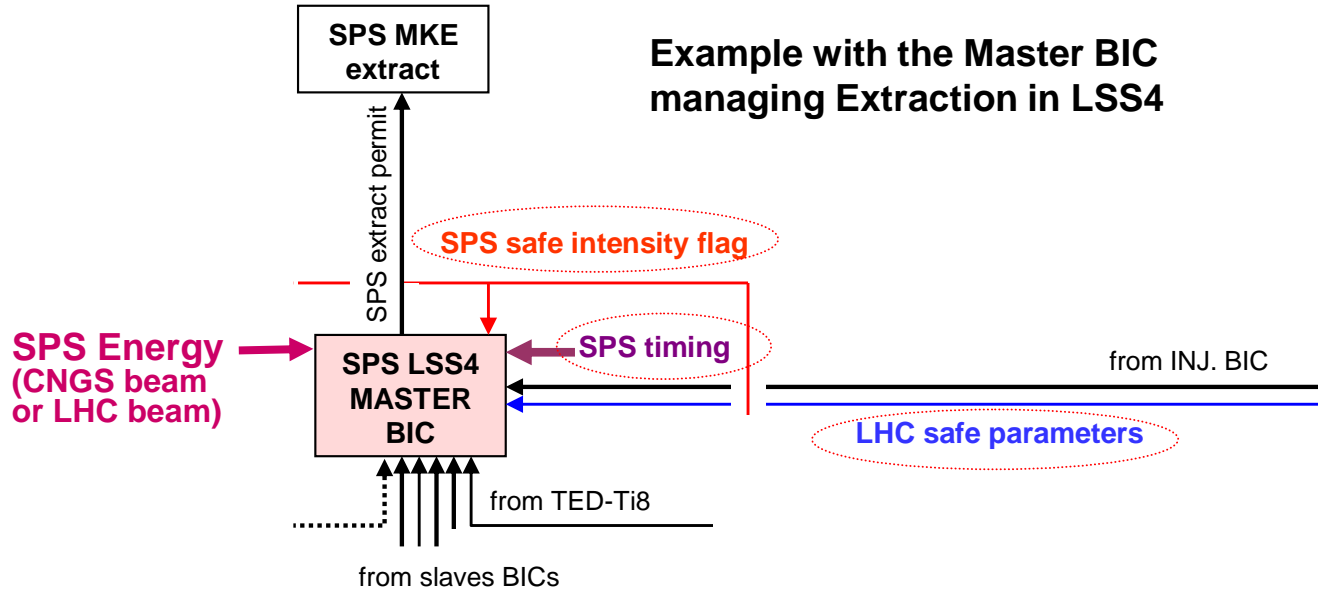 SPS MKE
extract
Example with the Master BIC
managing Extraction in LSS4
SPS extract permit
SPS safe intensity flag
SPS Energy
(CNGS beam
or LHC beam)
SPS LSS4
MASTER
BIC
SPS timing
from INJ. BIC
LHC safe parameters
from TED-Ti8
from slaves BICs